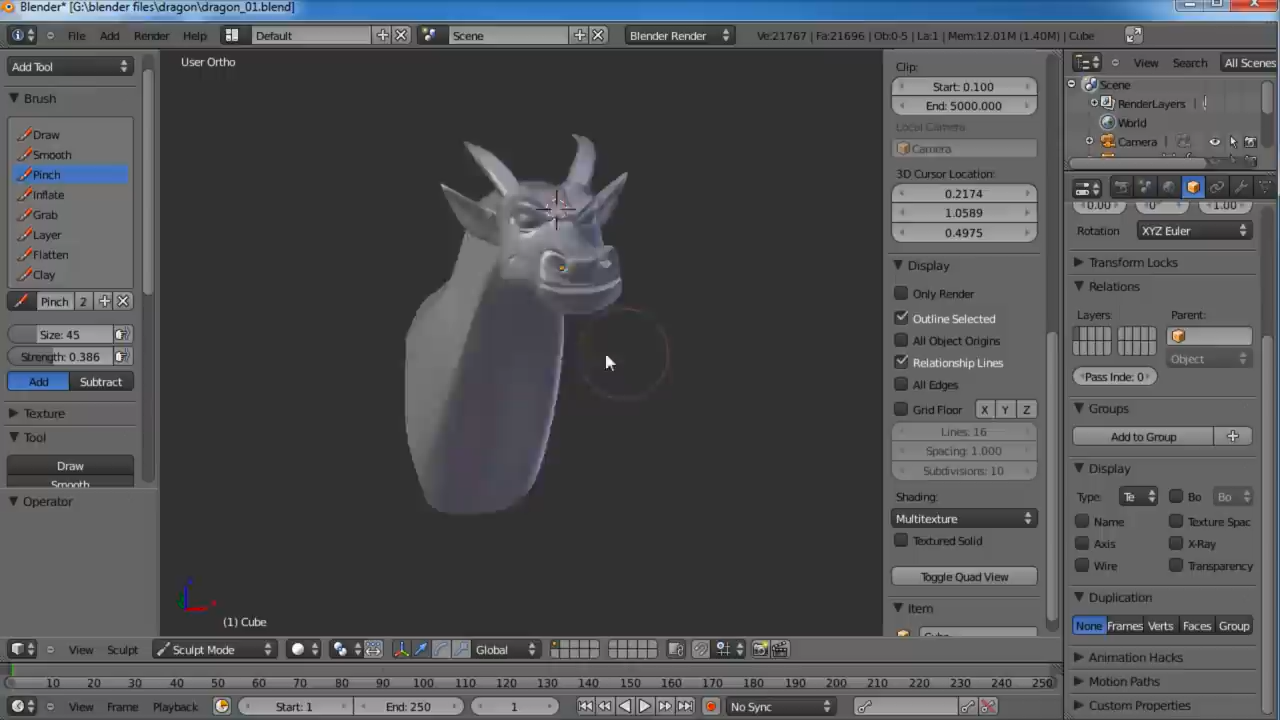 Blender* [G:\blender files\dragon\dragon_01.blend]
File Add Render Help Default Scene Blender Render Ve:21767 | Fa:21696 | Ob:0-5 | La:1 | Mem:12.01M (1.40M) | Cube
Add Tool
Brush
Draw
Smooth
Pinch
Inflate
Grab
Layer
Flatten
Clay
Pinch 2
Size: 45
Strength: 0.386
Add Subtract
Texture
Tool
Draw
Smooth
Operator
User Ortho
(1) Cube
Clip:
Start: 0.100
End: 5000.000
Local Camera
Camera
3D Cursor Location:
0.2174
1.0589
0.4975
Display
Only Render
Outline Selected
All Object Origins
Relationship Lines
All Edges
Grid Floor X Y Z
Lines: 16
Spacing: 1.000
Subdivisions: 10
Shading:
Multitexture
Textured Solid
Toggle Quad View
Item
Cube
View Search All Scenes
Scene
RenderLayers
World
Camera
0.00 0° 1.00
Rotation XYZ Euler
Transform Locks
Relations
Layers: Parent:
Object
Pass Inde: 0
Groups
Add to Group
Display
Type: Te Bo Bo
Name Texture Spac
Axis X-Ray
Wire Transparency
Duplication
None Frames Verts Faces Group
Animation Hacks
Motion Paths
Custom Properties
View Sculpt Sculpt Mode Global
10 20 30 40 50 60 70 80 90 100 110 120 130 140 150 160 170 180 190 200 210 220 230 240 250
View Frame Playback Start: 1 End: 250 1 No Sync